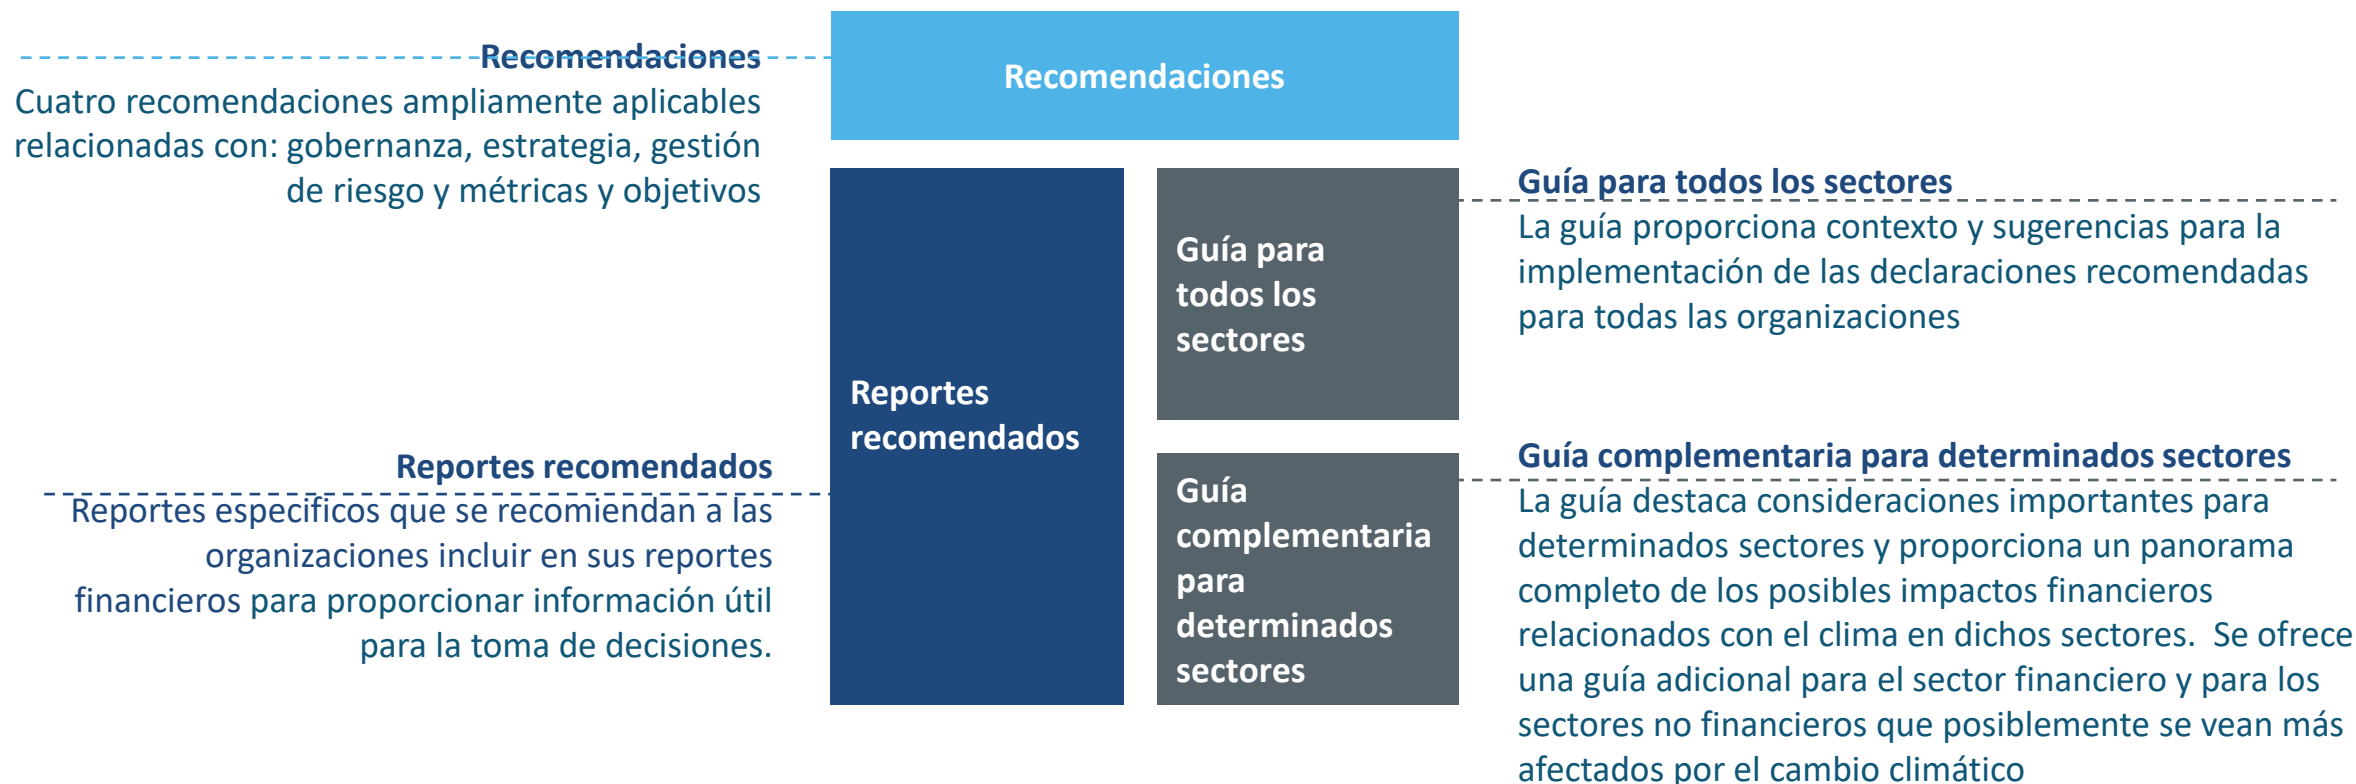 Recomendaciones
Cuatro recomendaciones ampliamente aplicables
relacionadas con: gobernanza, estrategia, gestión
de riesgo y métricas y objetivos
Recomendaciones
Reportes
recomendados
Guía para
todos los
sectores
Guía para todos los sectores
La guía proporciona contexto y sugerencias para la
implementación de las declaraciones recomendadas
para todas las organizaciones
Reportes recomendados
Reportes especificos que se recomiendan a las
organizaciones incluir en sus reportes
financieros para proporcionar información útil
para la toma de decisiones.
Guía
complementaria
para
determinados
sectores
Guía complementaria para determinados sectores
La guía destaca consideraciones importantes para
determinados sectores y proporciona un panorama
completo de los posibles impactos financieros
relacionados con el clima en dichos sectores.  Se ofrece
una guía adicional para el sector financiero y para los
sectores no financieros que posiblemente se vean más
afectados por el cambio climático